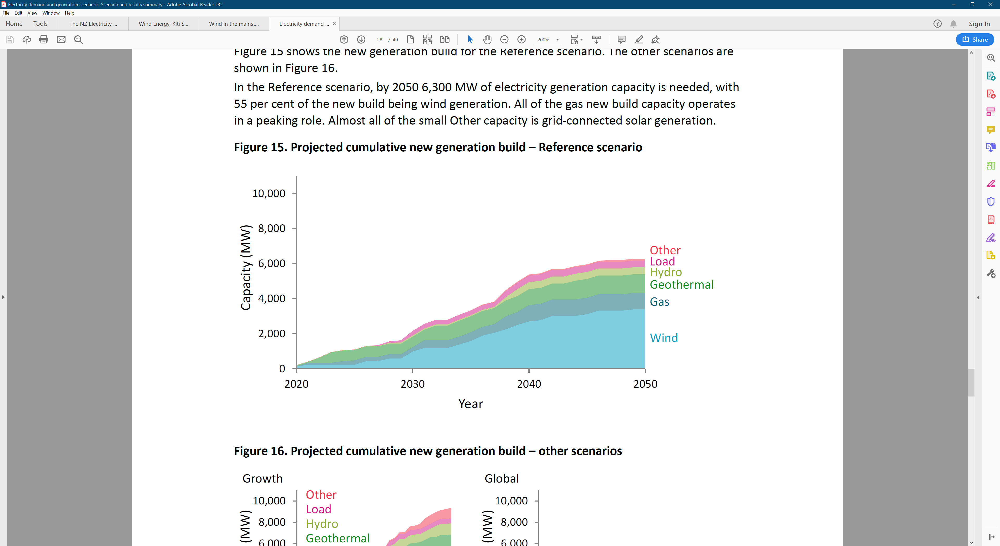 Electricity demand and generation scenarios: Scenario and results summary - Adobe Acrobat Reader DC
File Edit View Window Help
Home Tools The NZ Electricity ... Wind Energy, Kiti S... Wind in the mainst... Electricity demand ... × Sign In
28 / 40 200% Share
Figure 15 shows the new generation build for the Reference scenario. The other scenarios are
shown in Figure 16.
In the Reference scenario, by 2050 6,300 MW of electricity generation capacity is needed, with
55 per cent of the new build being wind generation. All of the gas new build capacity operates
in a peaking role. Almost all of the small Other capacity is grid-connected solar generation.
Figure 15. Projected cumulative new generation build – Reference scenario
Capacity (MW)
10,000
8,000
6,000
4,000
2,000
0
Other
Load
Hydro
Geothermal
Gas
Wind
2020 2030 2040 2050
Year
Figure 16. Projected cumulative new generation build – other scenarios
Growth
(MW)
10,000
8,000
6,000
Other
Load
Hydro
Geothermal
Global
(MW)
10,000
8,000
6,000